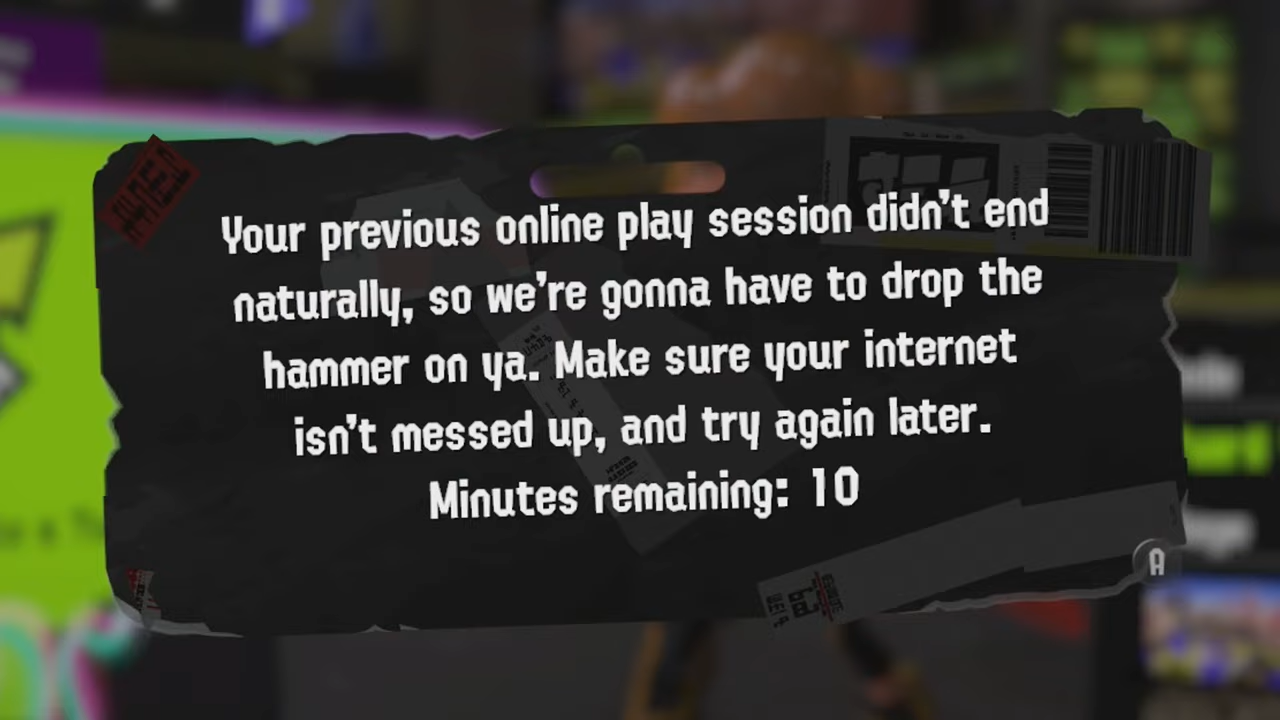 Your previous online play session didn't end
naturally, so we're gonna have to drop the
hammer on ya. Make sure your internet
isn't messed up, and try again later.
Minutes remaining: 10
A